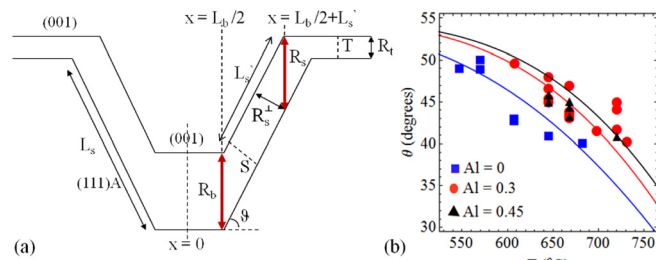 x = L_b/2
x = L_b/2+L_s`
(001)
T
R_t
R_s
L_s`
R_s^⊥
L_s
(111)A
(001)
S
R_b
ϑ
x = 0
(a)
(b)
θ (degrees)
55
50
45
40
35
30
Al = 0
Al = 0.3
Al = 0.45
550
600
650
700
750